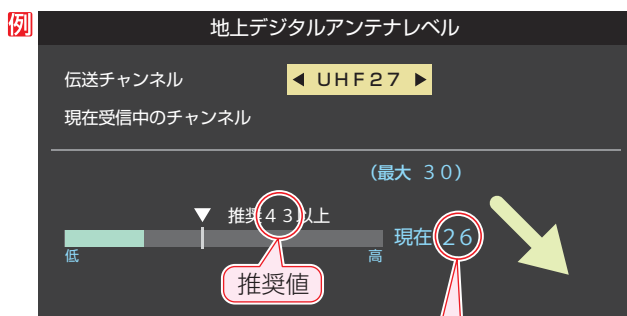 例
地上デジタルアンテナレベル
伝送チャンネル
◀ UHF27 ▶
現在受信中のチャンネル
(最大 30)
▼ 推奨43以上
低
高
現在 26
推奨値